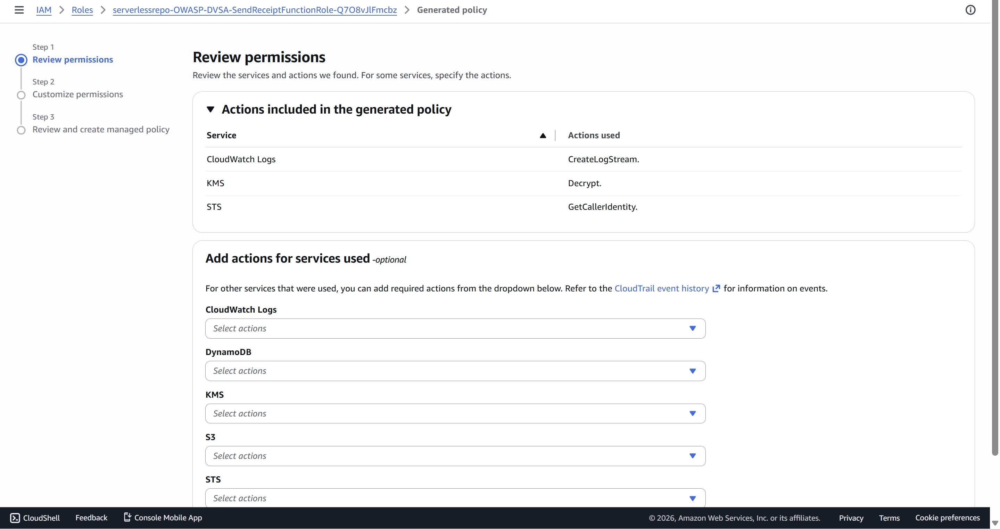 IAM > Roles > serverlessrepo-OWASP-DVSA-SendReceiptFunctionRole-Q7O8vJlFmcbz > Generated policy
Step 1
Review permissions
Step 2
Customize permissions
Step 3
Review and create managed policy
Review permissions
Review the services and actions we found. For some services, specify the actions.
Actions included in the generated policy
Service Actions used
CloudWatch Logs CreateLogStream.
KMS Decrypt.
STS GetCallerIdentity.
Add actions for services used -optional
For other services that were used, you can add required actions from the dropdown below. Refer to the CloudTrail event history for information on events.
CloudWatch Logs
Select actions
DynamoDB
Select actions
KMS
Select actions
S3
Select actions
STS
Select actions
CloudShell Feedback Console Mobile App © 2026, Amazon Web Services, Inc. or its affiliates. Privacy Terms Cookie preferences